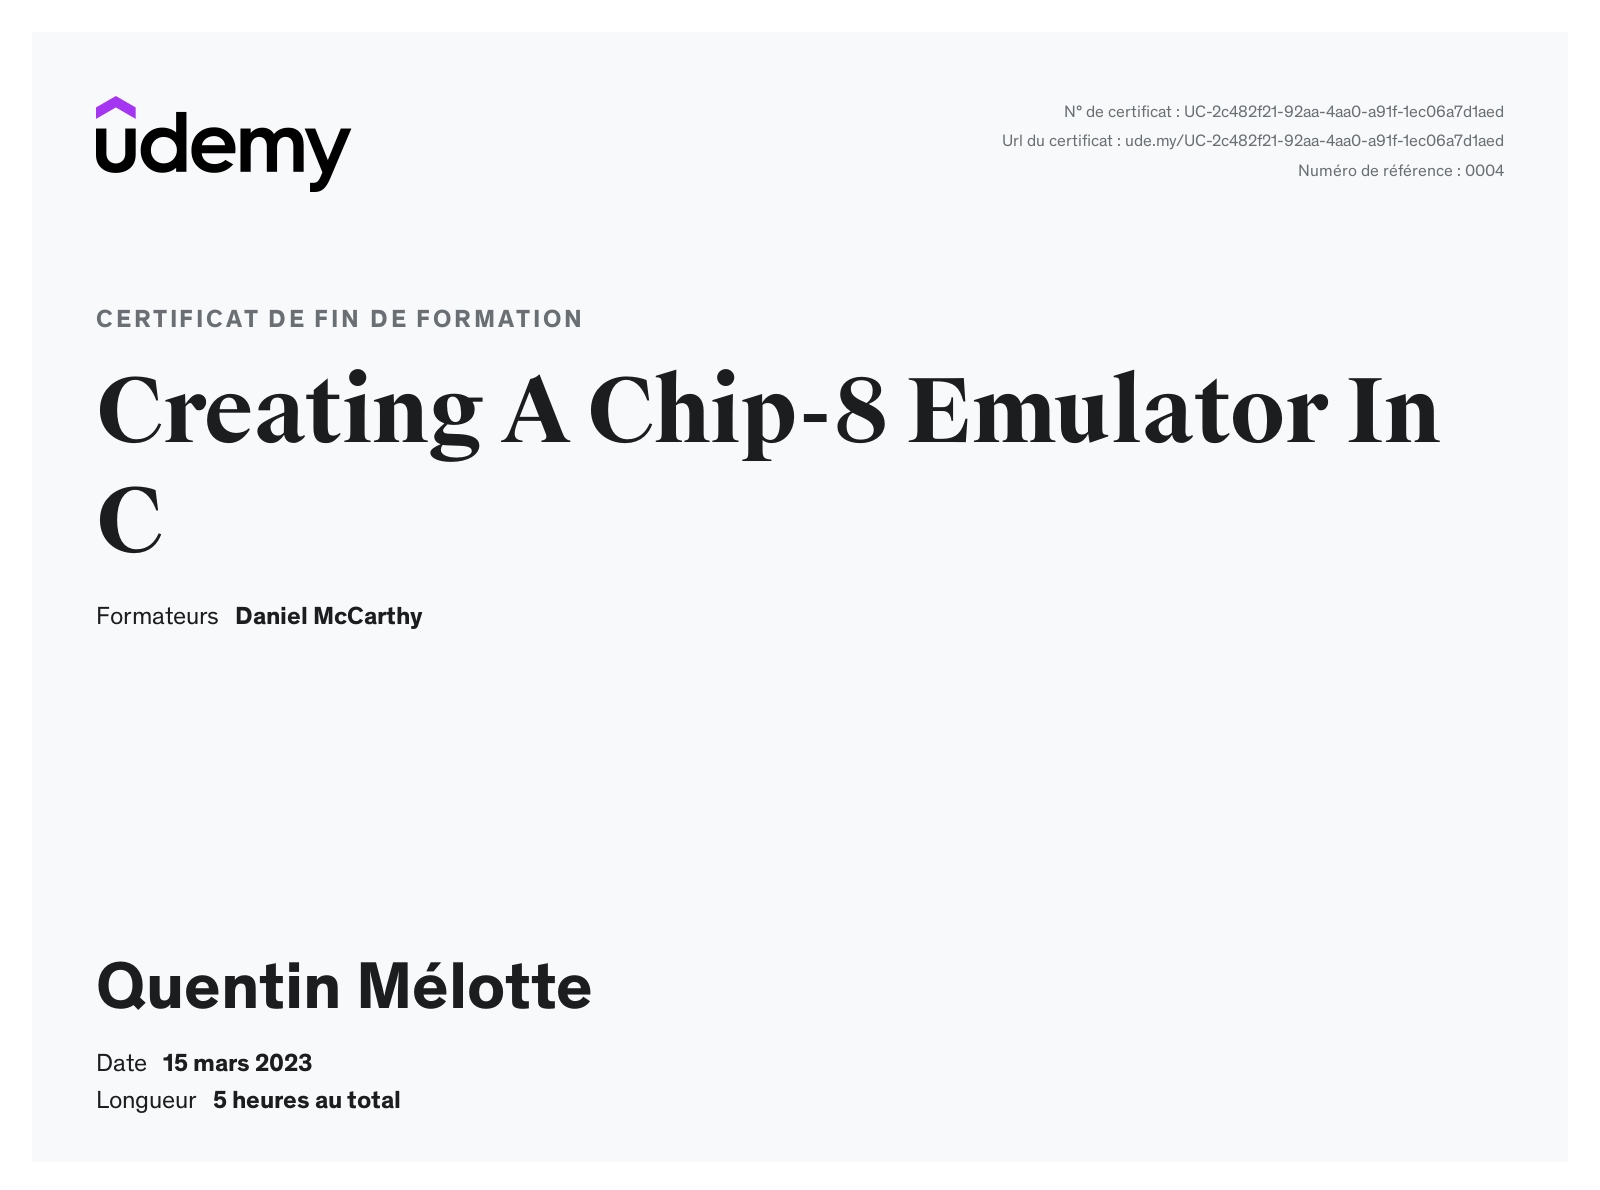 udemy
N° de certificat : UC-2c482f21-92aa-4aa0-a91f-1ec06a7d1aed
Url du certificat : ude.my/UC-2c482f21-92aa-4aa0-a91f-1ec06a7d1aed
Numéro de référence : 0004
CERTIFICAT DE FIN DE FORMATION
Creating A Chip-8 Emulator In
C
Formateurs Daniel McCarthy
Quentin Mélotte
Date 15 mars 2023
Longueur 5 heures au total